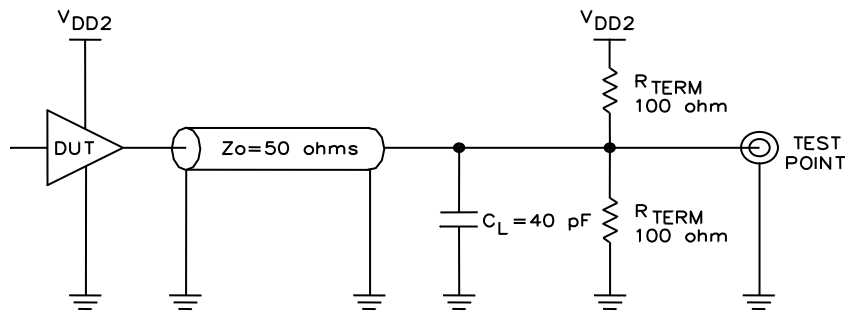 VDD2
VDD2
RTERM
100 ohm
DUT
Zo=50 ohms
TEST
POINT
CL=40 pF
RTERM
100 ohm